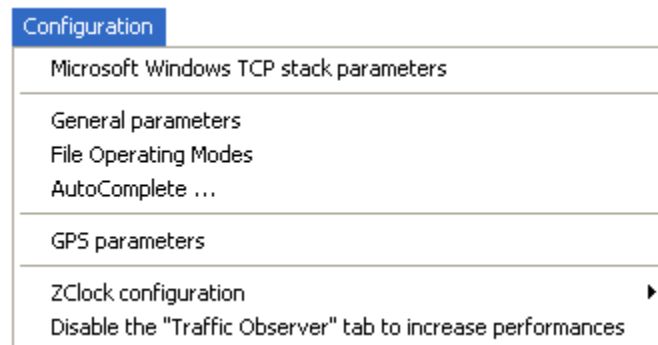 Configuration
Microsoft Windows TCP stack parameters
General parameters
File Operating Modes
AutoComplete ...
GPS parameters
ZClock configuration
Disable the "Traffic Observer" tab to increase performances